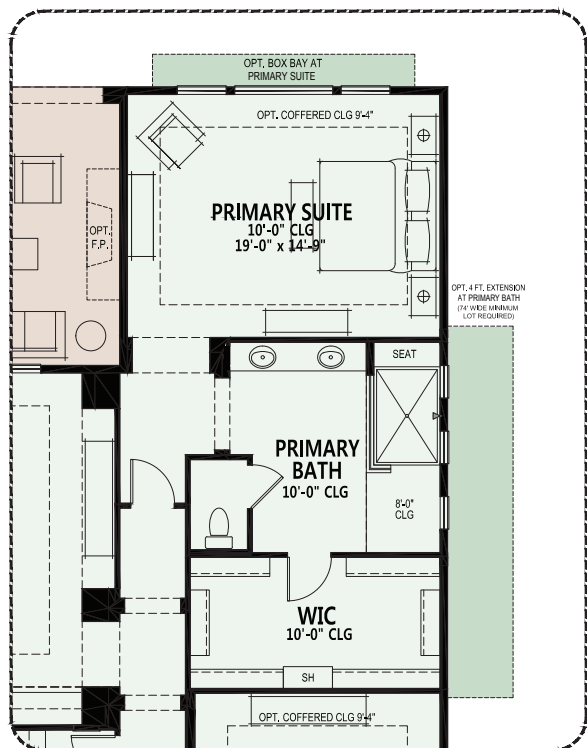 OPT. BOX BAY AT
PRIMARY SUITE
OPT. COFFERED CLG 9'-4"
PRIMARY SUITE
10'-0" CLG
19'-0" x 14'-9"
OPT.
F.P.
OPT. 4 FT. EXTENSION
AT PRIMARY BATH
(74' WIDE MINIMUM
LOT REQUIRED)
SEAT
PRIMARY
BATH
10'-0" CLG
8'-0"
CLG
WIC
10'-0" CLG
SH
OPT. COFFERED CLG 9'-4"